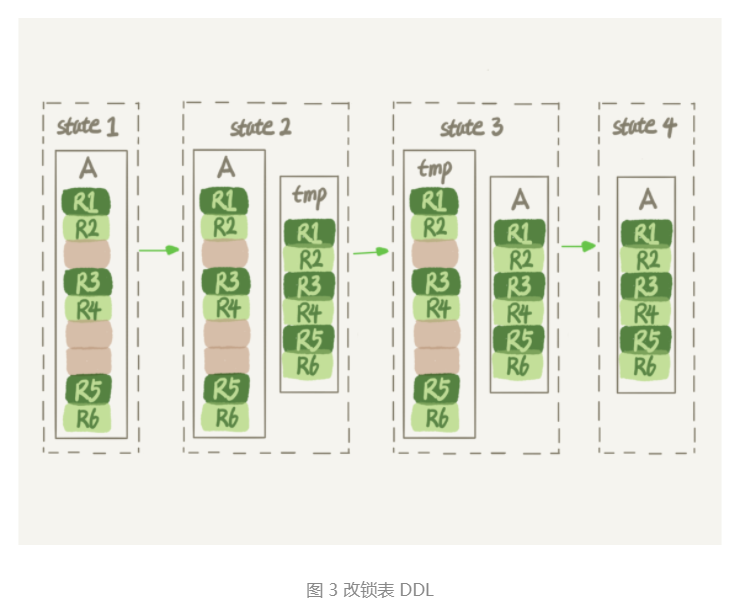 state 1
A
R1
R2
R3
R4
R5
R6
state 2
A
R1
R2
R3
R4
R5
R6
tmp
R1
R2
R3
R4
R5
R6
state 3
tmp
R1
R2
R3
R4
R5
R6
A
R1
R2
R3
R4
R5
R6
state 4
A
R1
R2
R3
R4
R5
R6
图 3 改锁表 DDL